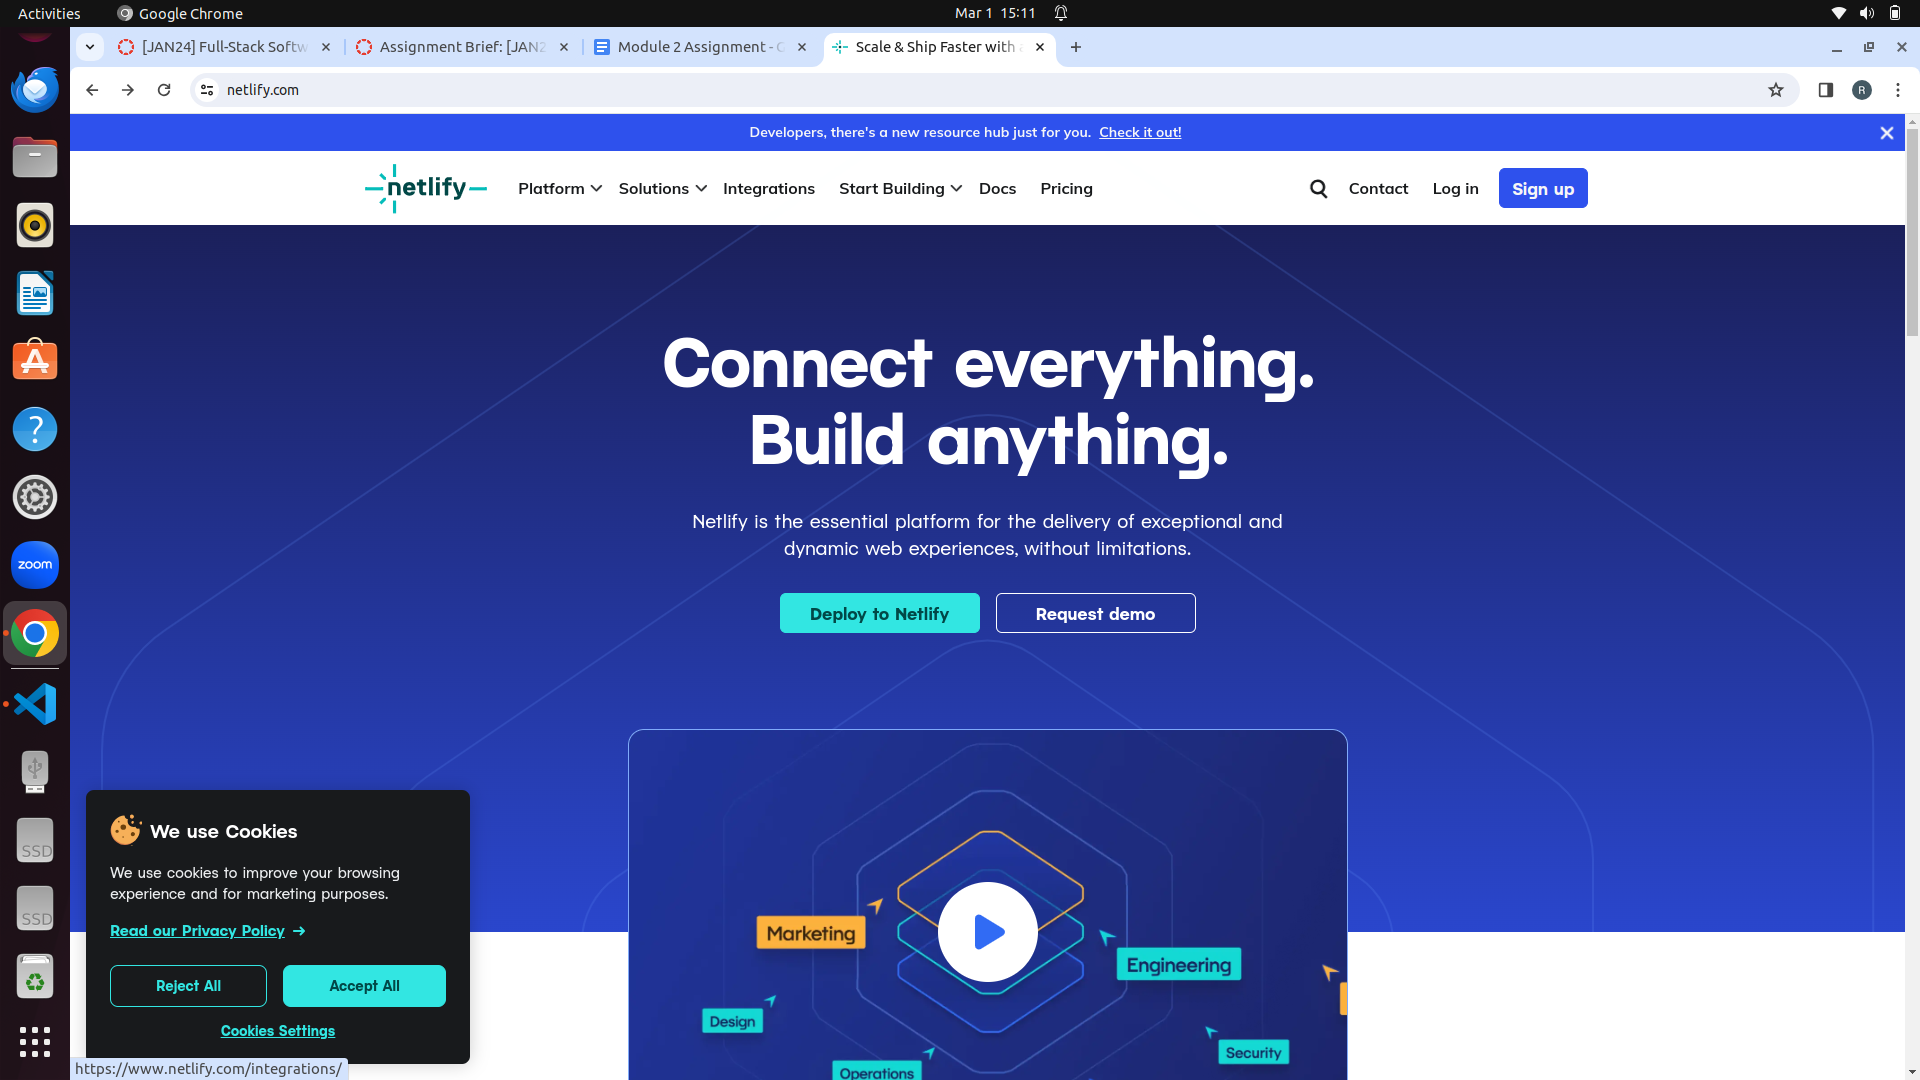 Activities
Google Chrome
Mar 1 15:11
[JAN24] Full-Stack Softw
Assignment Brief: [JAN2
Module 2 Assignment - G
Scale & Ship Faster with a
netlify.com
R
Developers, there's a new resource hub just for you. Check it out!
netlify
Platform
Solutions
Integrations
Start Building
Docs
Pricing
Contact
Log in
Sign up
Connect everything.
Build anything.
Netlify is the essential platform for the delivery of exceptional and
dynamic web experiences, without limitations.
Deploy to Netlify
Request demo
Marketing
Engineering
Design
Security
Operations
zoom
SSD
SSD
We use Cookies
We use cookies to improve your browsing
experience and for marketing purposes.
Read our Privacy Policy →
Reject All
Accept All
Cookies Settings
https://www.netlify.com/integrations/